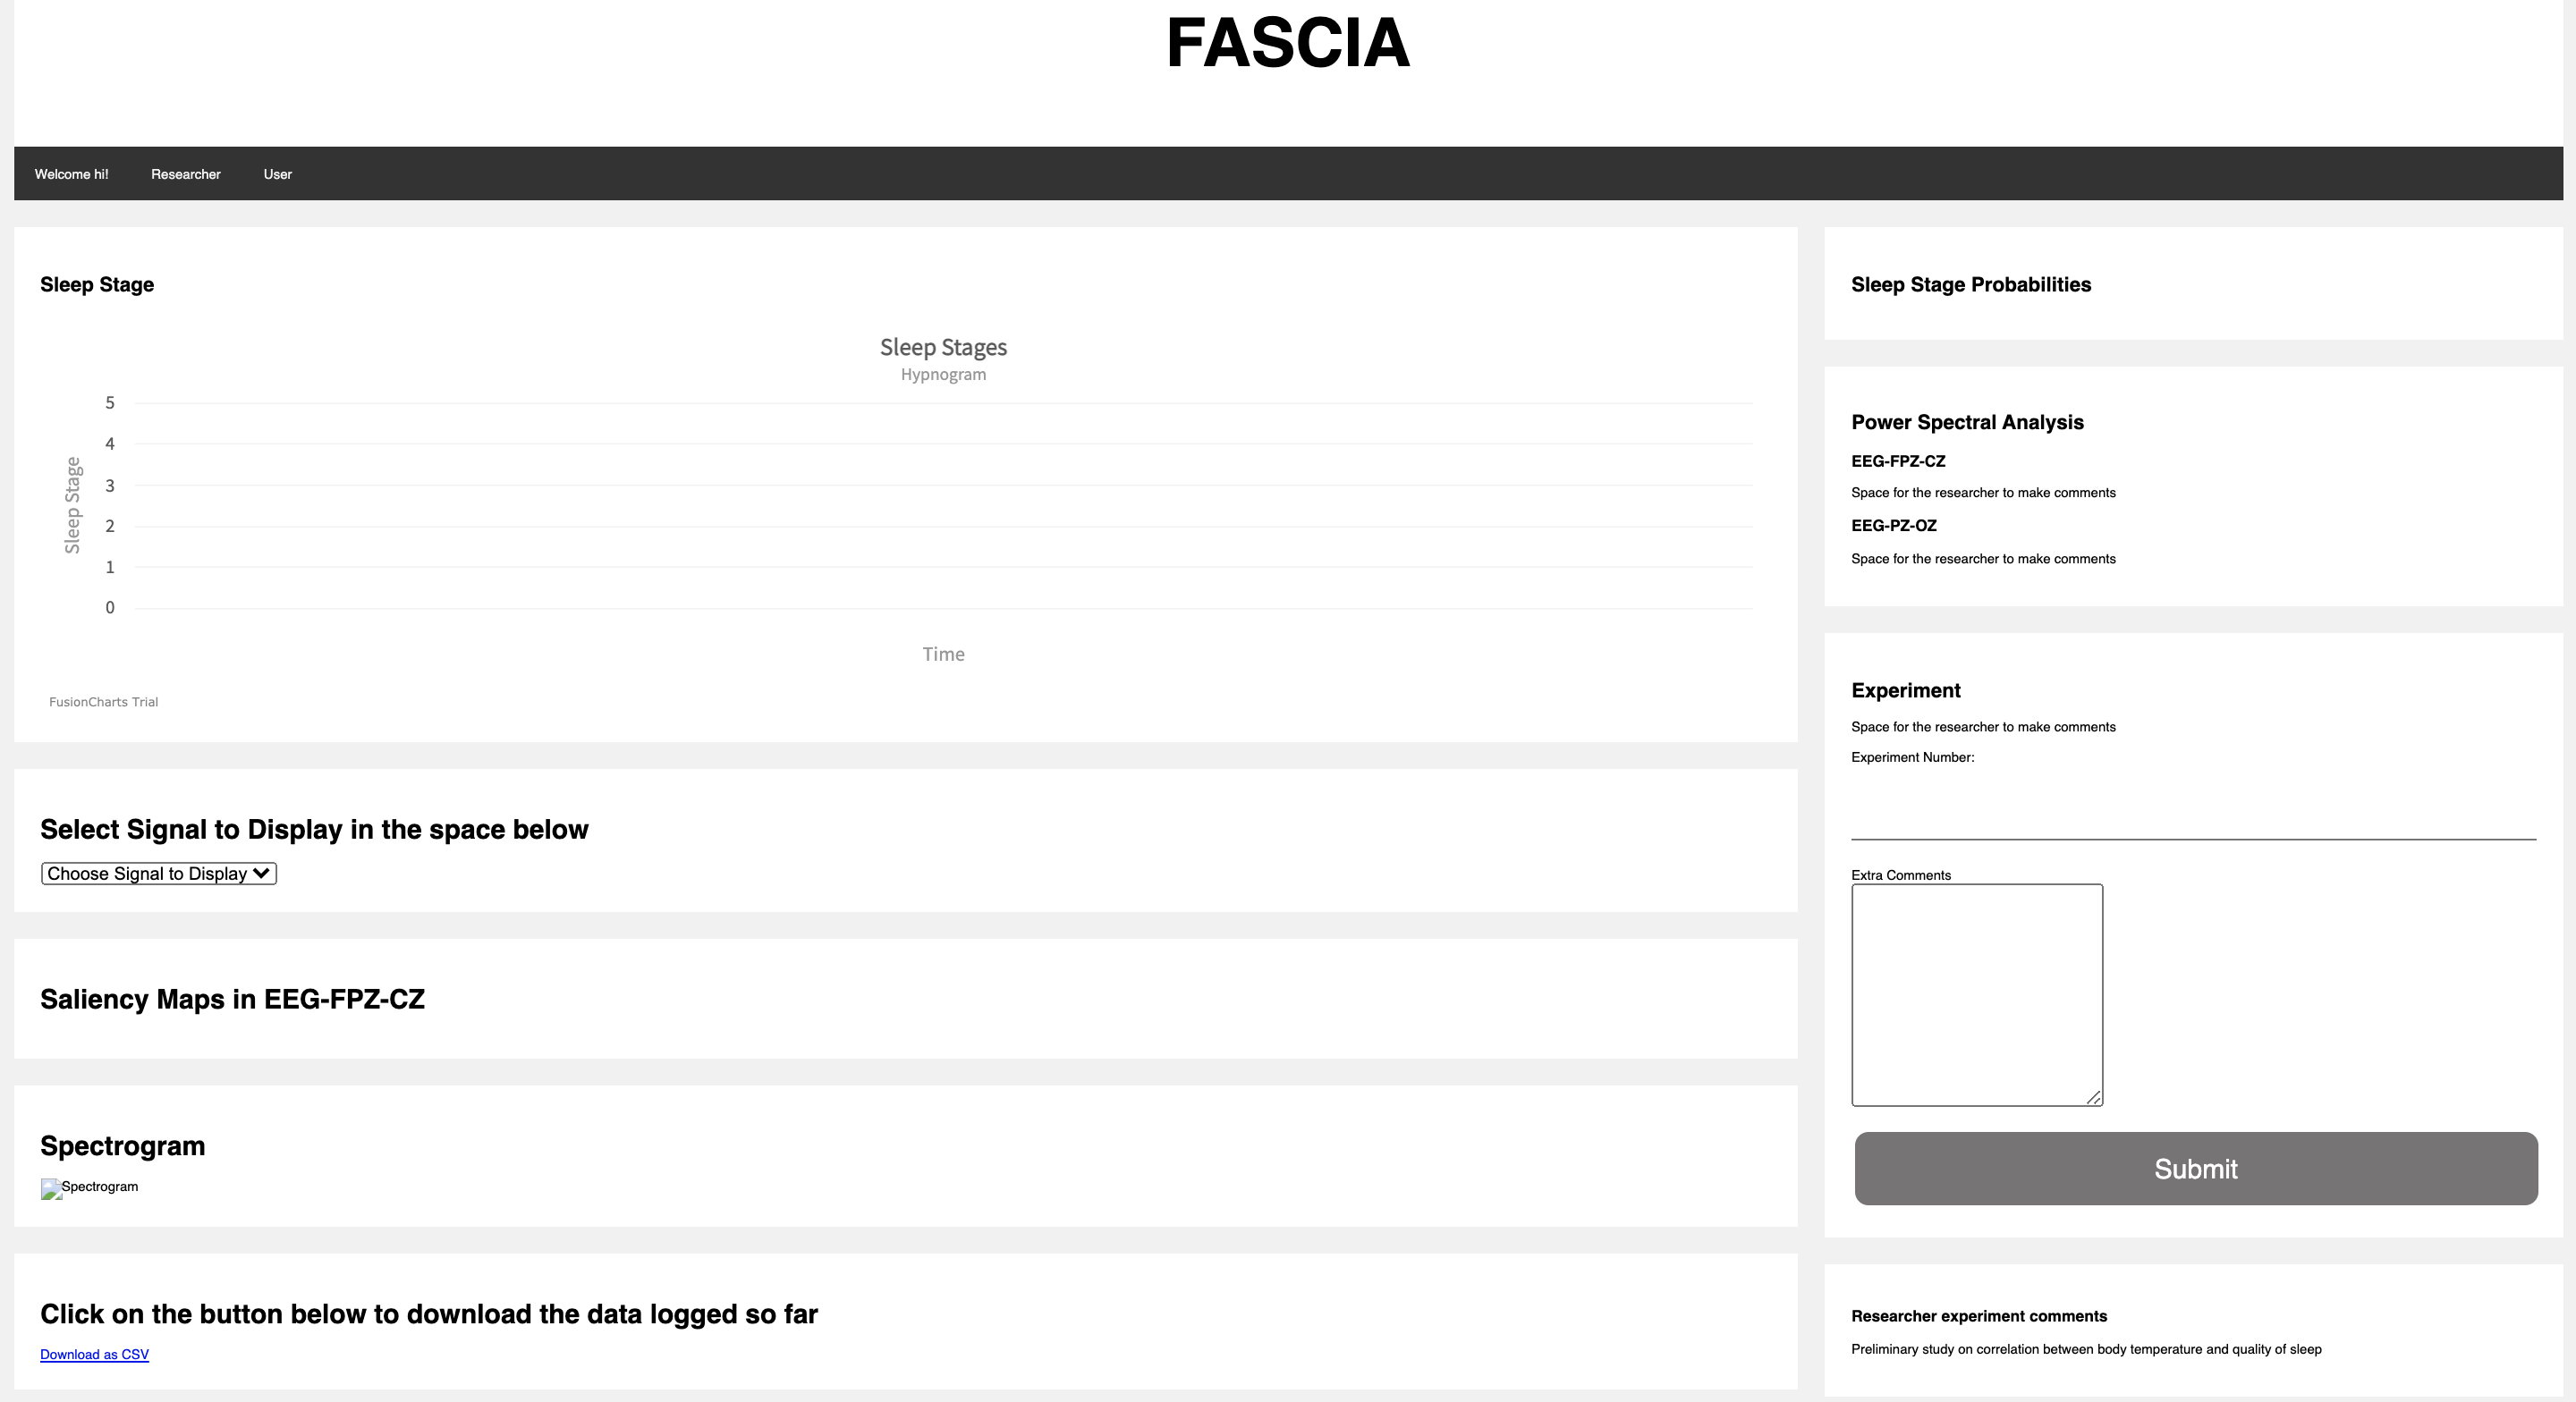 FASCIA
Welcome hi!
Researcher
User
Sleep Stage
Sleep Stages
Hypnogram
5
4
3
2
1
0
Sleep Stage
Time
FusionCharts Trial
Select Signal to Display in the space below
Choose Signal to Display
Saliency Maps in EEG-FPZ-CZ
Spectrogram
Spectrogram
Click on the button below to download the data logged so far
Download as CSV
Sleep Stage Probabilities
Power Spectral Analysis
EEG-FPZ-CZ
Space for the researcher to make comments
EEG-PZ-OZ
Space for the researcher to make comments
Experiment
Space for the researcher to make comments
Experiment Number:
Extra Comments
Submit
Researcher experiment comments
Preliminary study on correlation between body temperature and quality of sleep